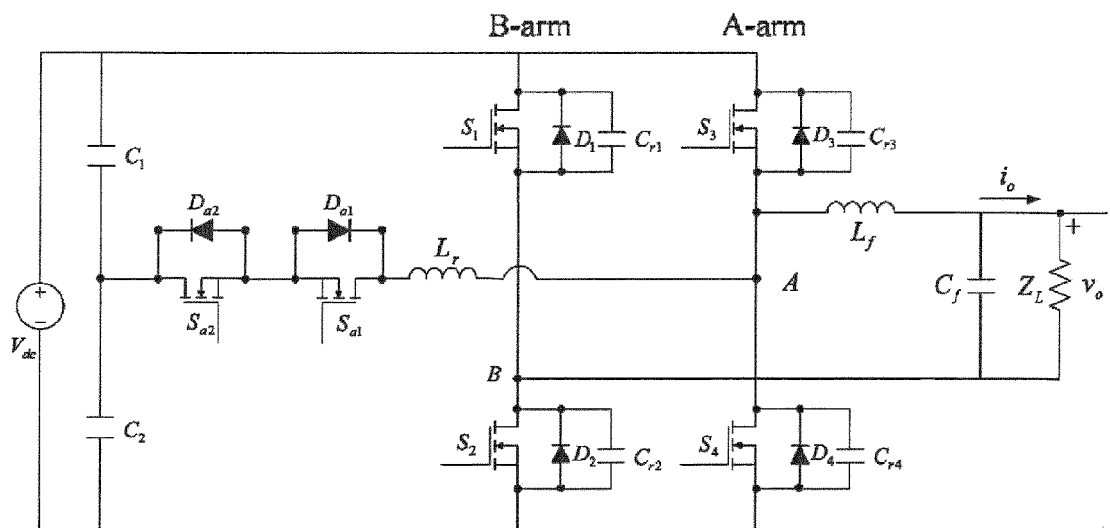 B-arm
A-arm
S1
D1
Cr1
S3
D3
Cr3
C1
Da2
Da1
Lr
Sa2
Sa1
io
Lf
A
Cf
ZL
+
vo
+
−
Vdc
B
C2
S2
D2
Cr2
S4
D4
Cr4